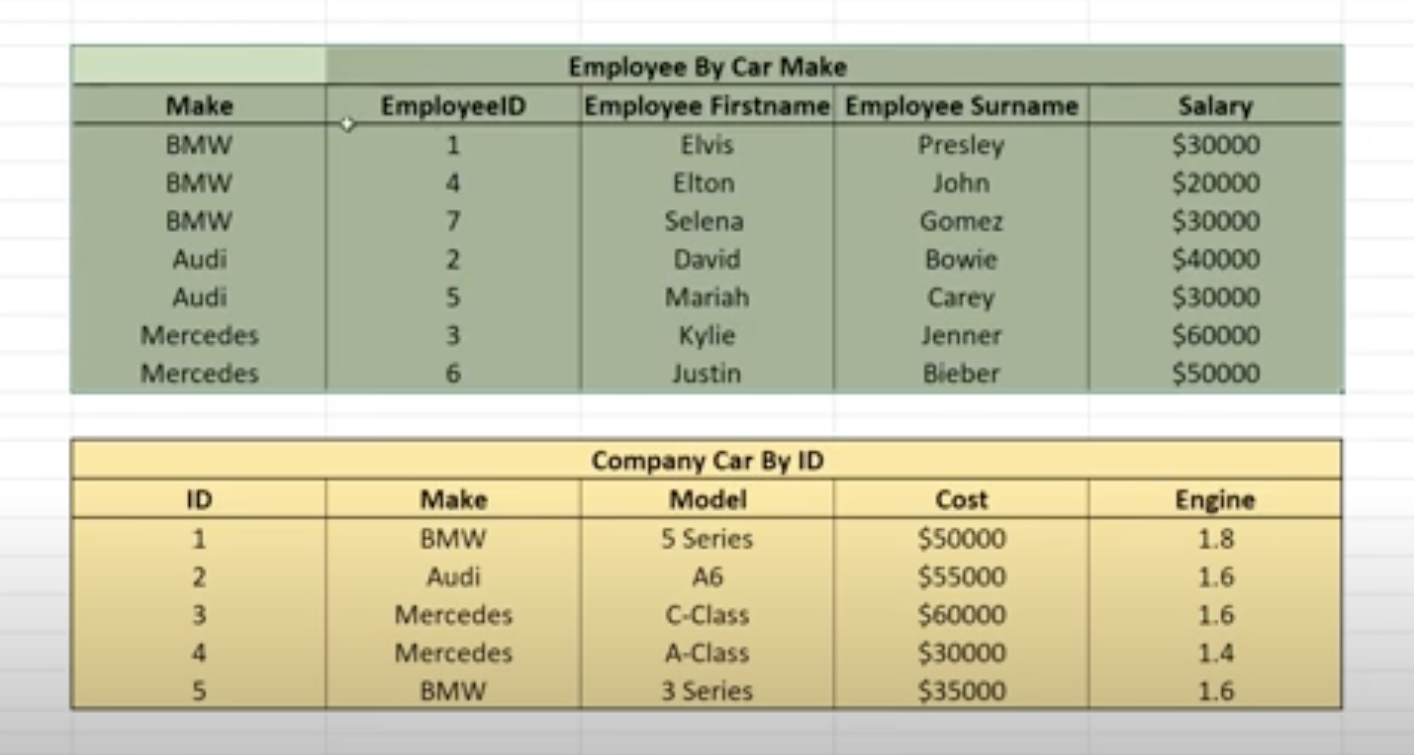 Employee By Car Make
Make EmployeeID Employee Firstname Employee Surname Salary
BMW 1 Elvis Presley $30000
BMW 4 Elton John $20000
BMW 7 Selena Gomez $30000
Audi 2 David Bowie $40000
Audi 5 Mariah Carey $30000
Mercedes 3 Kylie Jenner $60000
Mercedes 6 Justin Bieber $50000
Company Car By ID
ID Make Model Cost Engine
1 BMW 5 Series $50000 1.8
2 Audi A6 $55000 1.6
3 Mercedes C-Class $60000 1.6
4 Mercedes A-Class $30000 1.4
5 BMW 3 Series $35000 1.6